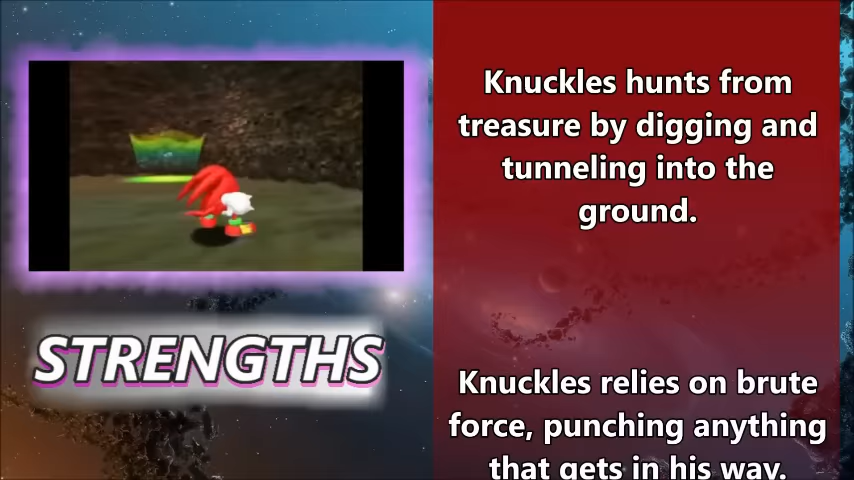 STRENGTHS
Knuckles hunts from
treasure by digging and
tunneling into the
ground.
Knuckles relies on brute
force, punching anything
that gets in his way.